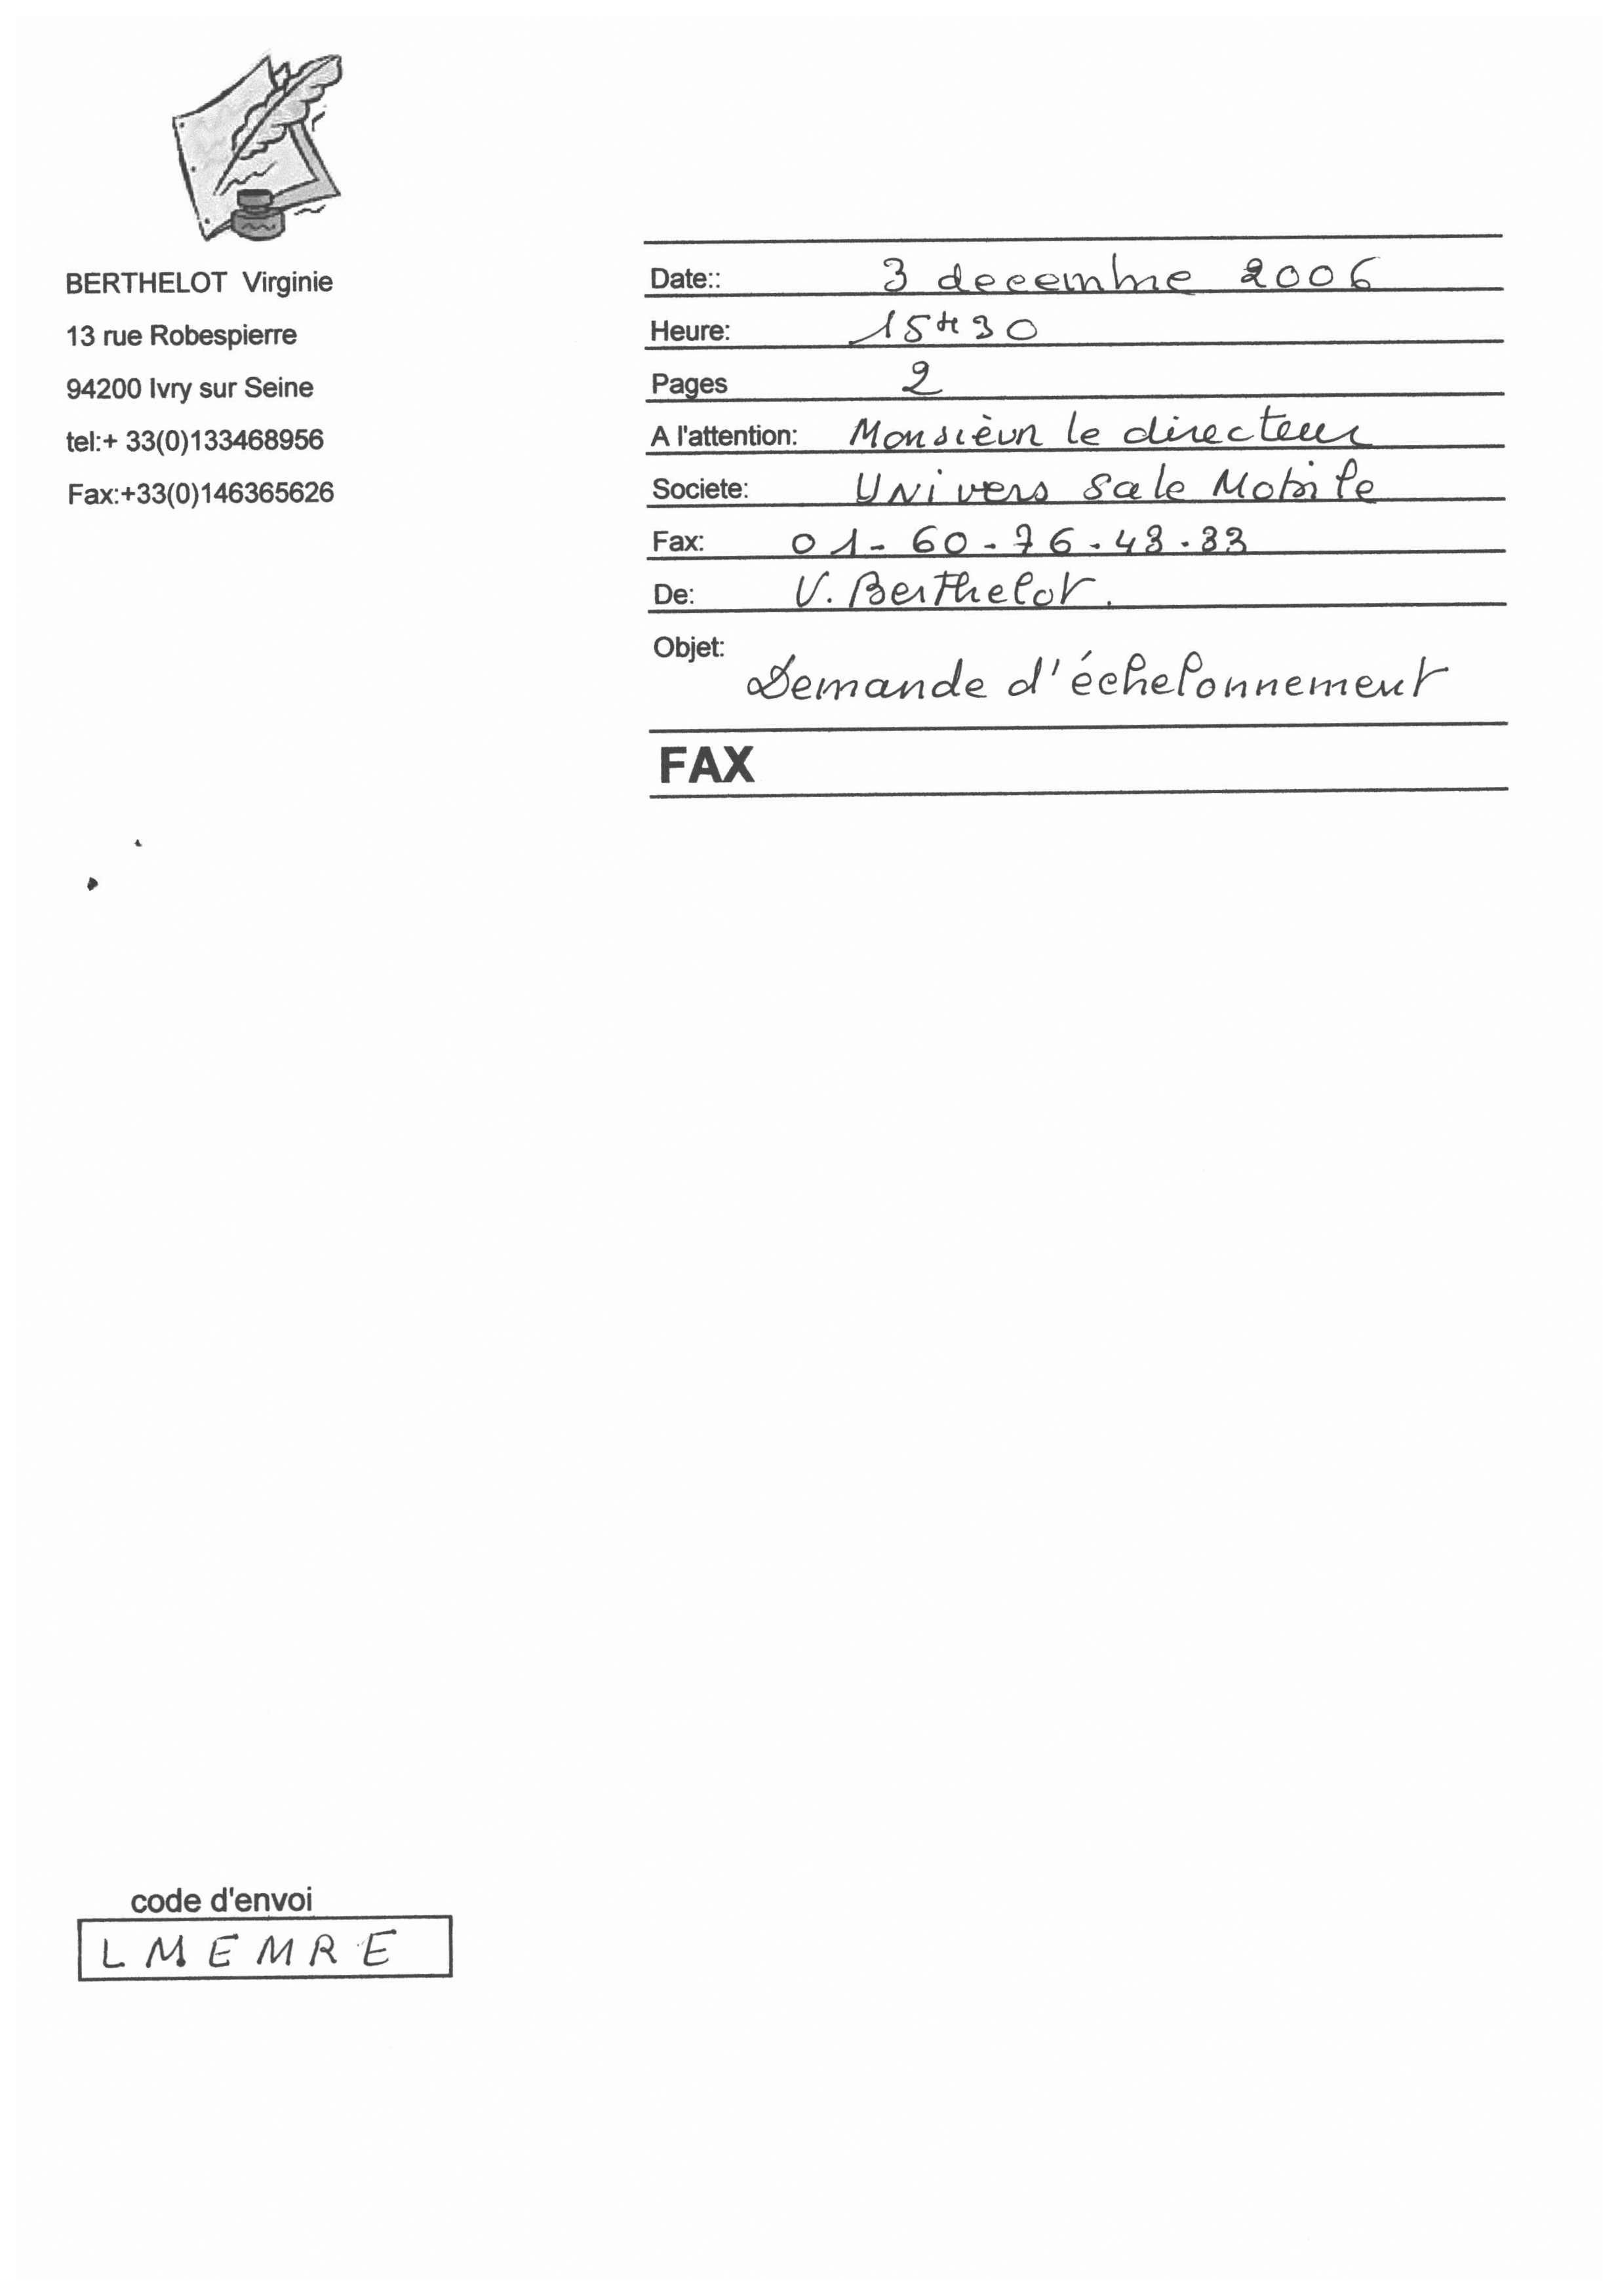 BERTHELOT Virginie
13 rue Robespierre
94200 Ivry sur Seine
tel:+ 33(0)133468956
Fax:+33(0)146365626
Date:: 3 decembre 2006
Heure: 15H30
Pages 2
A l'attention: Monsieur le directeur
Societe: Univers Sale Mobile
Fax: 01-60-76-48-33
De: V. Berthelot.
Objet: Demande d'échelonnement
FAX
code d'envoi
LMEMRE